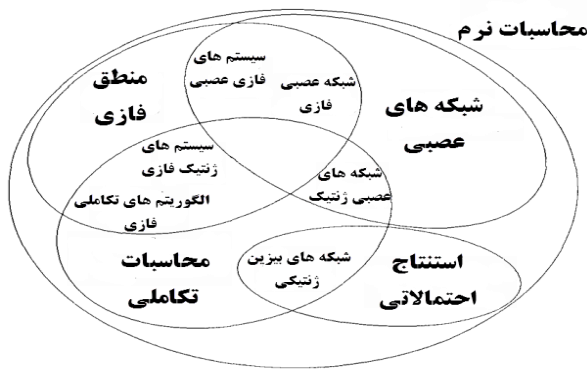 محاسبات نرم
سیستم های
فازی عصبی
شبکه عصبی
فازی
منطق
فازی
شبکه های
عصبی
سیستم های
ژنتیک فازی
شبکه های
عصبی ژنتیک
الگوریتم های تکاملی
فازی
شبکه های بیزین
ژنتیکی
استنتاج
احتمالاتی
محاسبات
تکاملی